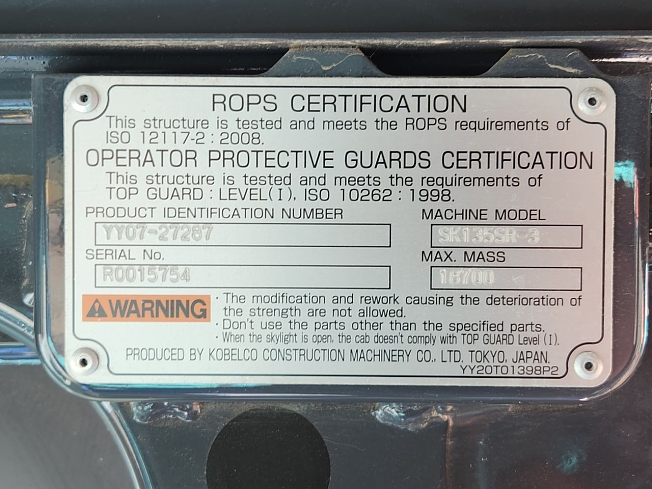 ROPS CERTIFICATION
This structure is tested and meets the ROPS requirements of
ISO 12117-2 : 2008.
OPERATOR PROTECTIVE GUARDS CERTIFICATION
This structure is tested and meets the requirements of
TOP GUARD : LEVEL(I), ISO 10262 : 1998.
PRODUCT IDENTIFICATION NUMBER
YY07-27287
MACHINE MODEL
SK135SR-3
SERIAL No.
R0015754
MAX. MASS
18700
WARNING
· The modification and rework causing the deterioration of
the strength are not allowed.
· Don't use the parts other than the specified parts.
· When the skylight is open, the cab doesn't comply with TOP GUARD Level (I).
PRODUCED BY KOBELCO CONSTRUCTION MACHINERY CO., LTD. TOKYO, JAPAN.
YY20T01398P2